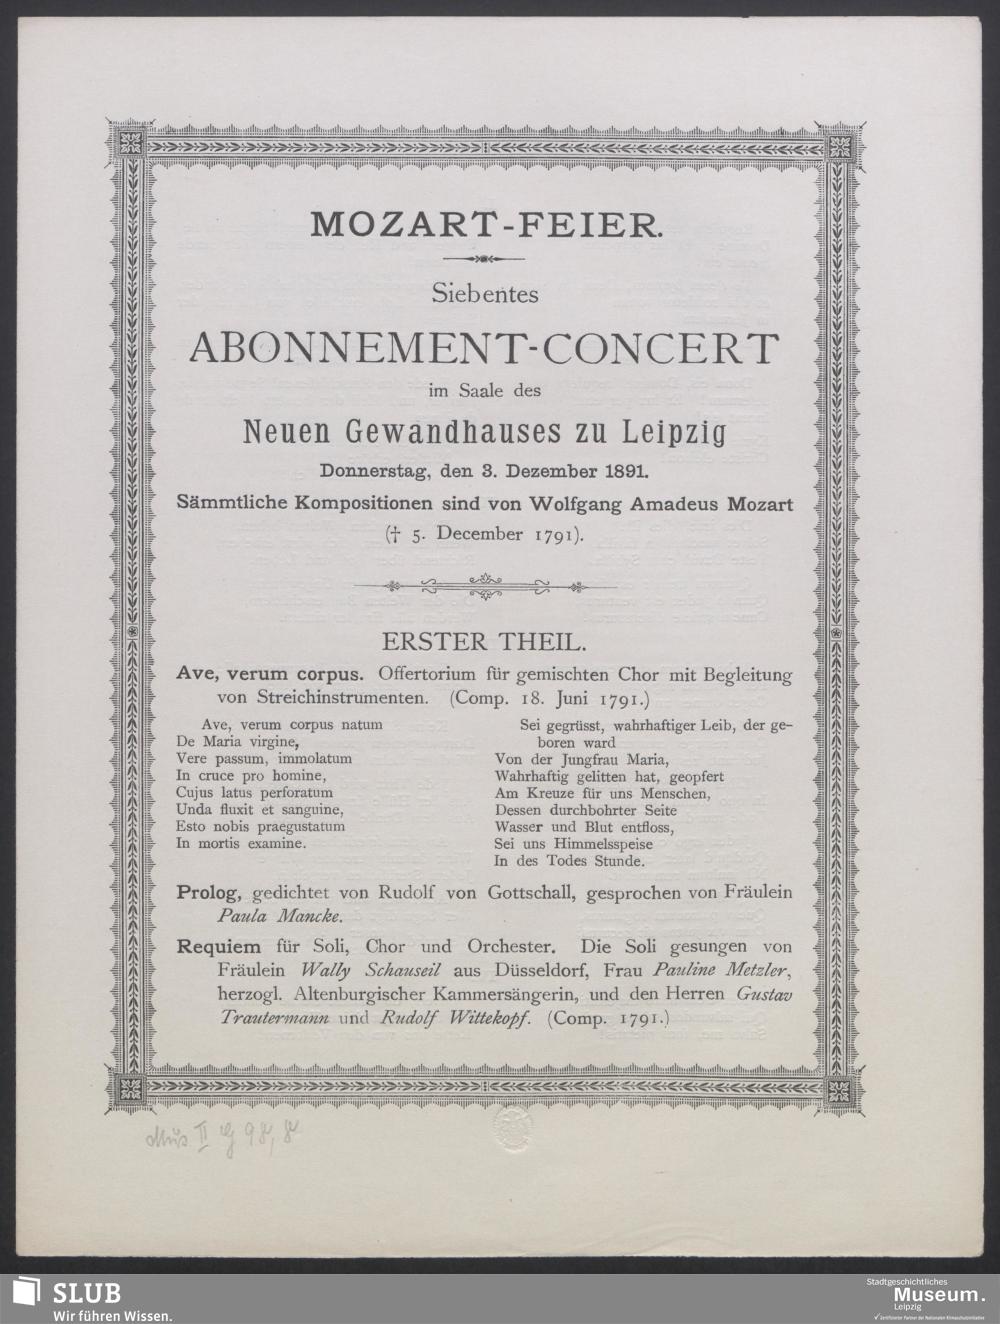 MOZART-FEIER.
Siebentes
ABONNEMENT-CONCERT
im Saale des
Neuen Gewandhauses zu Leipzig
Donnerstag, den 3. Dezember 1891.
Sämmtliche Kompositionen sind von Wolfgang Amadeus Mozart
(† 5. December 1791).
ERSTER THEIL.
Ave, verum corpus. Offertorium für gemischten Chor mit Begleitung
von Streichinstrumenten. (Comp. 18. Juni 1791.)
Ave, verum corpus natum
De Maria virgine,
Vere passum, immolatum
In cruce pro homine,
Cujus latus perforatum
Unda fluxit et sanguine,
Esto nobis praegustatum
In mortis examine.
Sei gegrüsst, wahrhaftiger Leib, der ge-
boren ward
Von der Jungfrau Maria,
Wahrhaftig gelitten hat, geopfert
Am Kreuze für uns Menschen,
Dessen durchbohrter Seite
Wasser und Blut entfloss,
Sei uns Himmelsspeise
In des Todes Stunde.
Prolog, gedichtet von Rudolf von Gottschall, gesprochen von Fräulein
Paula Mancke.
Requiem für Soli, Chor und Orchester. Die Soli gesungen von
Fräulein Wally Schauseil aus Düsseldorf, Frau Pauline Metzler,
herzogl. Altenburgischer Kammersängerin, und den Herren Gustav
Trautermann und Rudolf Wittekopf. (Comp. 1791.)
Mus II
SLUB
Wir führen Wissen.
Stadtgeschichtliches
Museum.
Leipzig
Zertifizierter Partner der Nationalen Klimaschutzinitiative